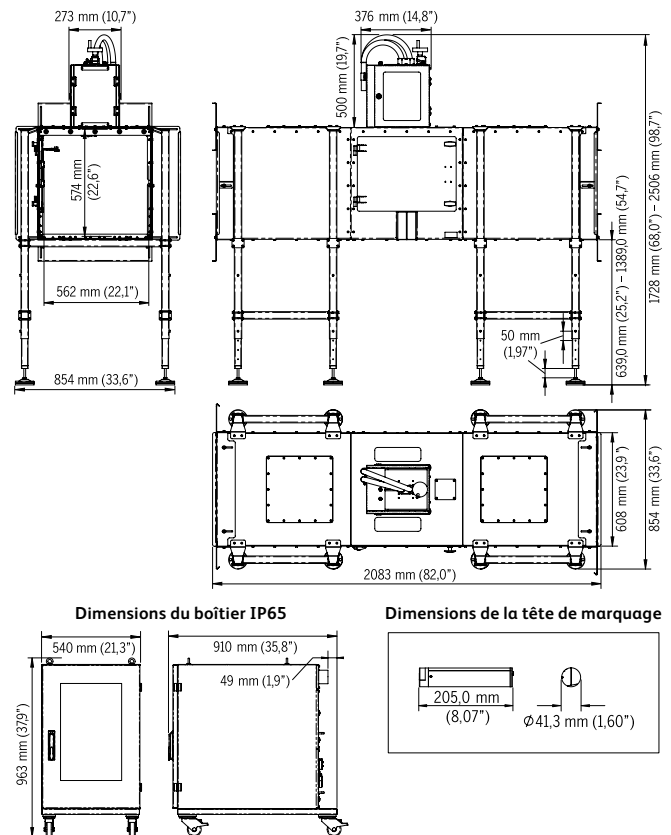 273 mm (10,7”)
376 mm (14,8”)
500 mm (19,7”)
574 mm
(22,6”)
562 mm (22,1”)
854 mm (33,6”)
50 mm
(1,97”)
639,0 mm (25,2”) – 1389,0 mm (54,7”)
1728 mm (68,0”) – 2506 mm (98,7”)
608 mm (23,9”)
854 mm (33,6”)
2083 mm (82,0”)
Dimensions du boîtier IP65
540 mm (21,3”)
910 mm (35,8”)
49 mm (1,9”)
963 mm (37,9”)
Dimensions de la tête de marquage
205,0 mm
(8,07”)
Φ41,3 mm (1,60”)